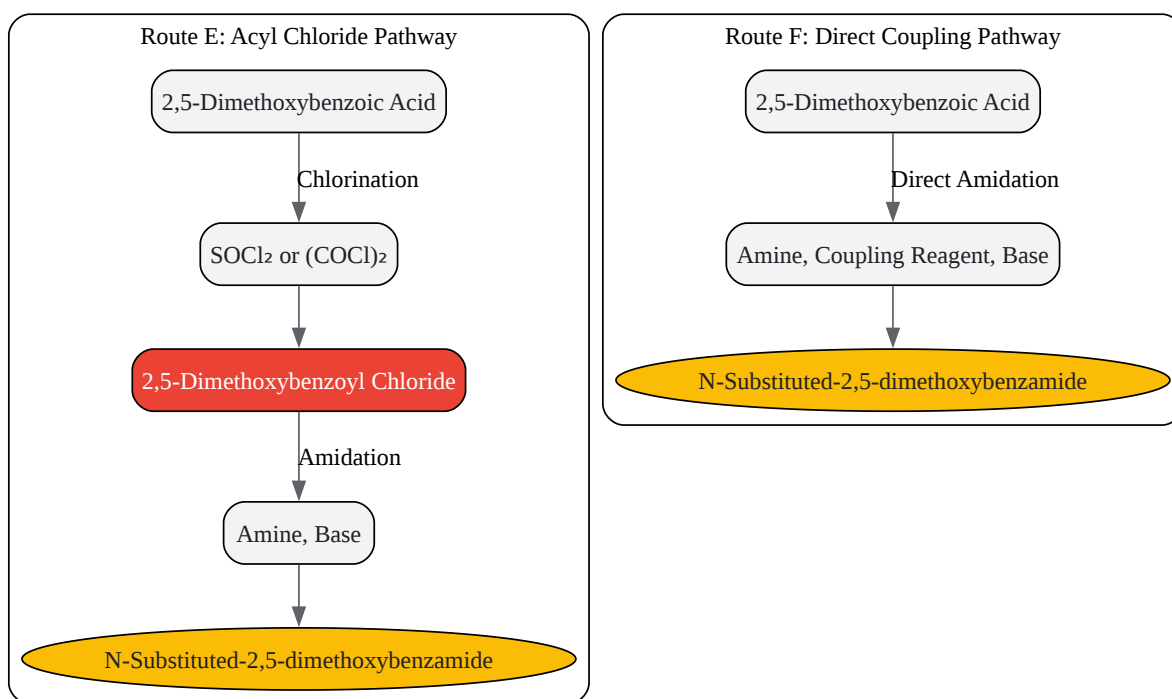 Route E: Acyl Chloride Pathway
2,5-Dimethoxybenzoic Acid
Chlorination
SOCl₂ or (COCl)₂
2,5-Dimethoxybenzoyl Chloride
Amidation
Amine, Base
N-Substituted-2,5-dimethoxybenzamide
Route F: Direct Coupling Pathway
2,5-Dimethoxybenzoic Acid
Direct Amidation
Amine, Coupling Reagent, Base
N-Substituted-2,5-dimethoxybenzamide